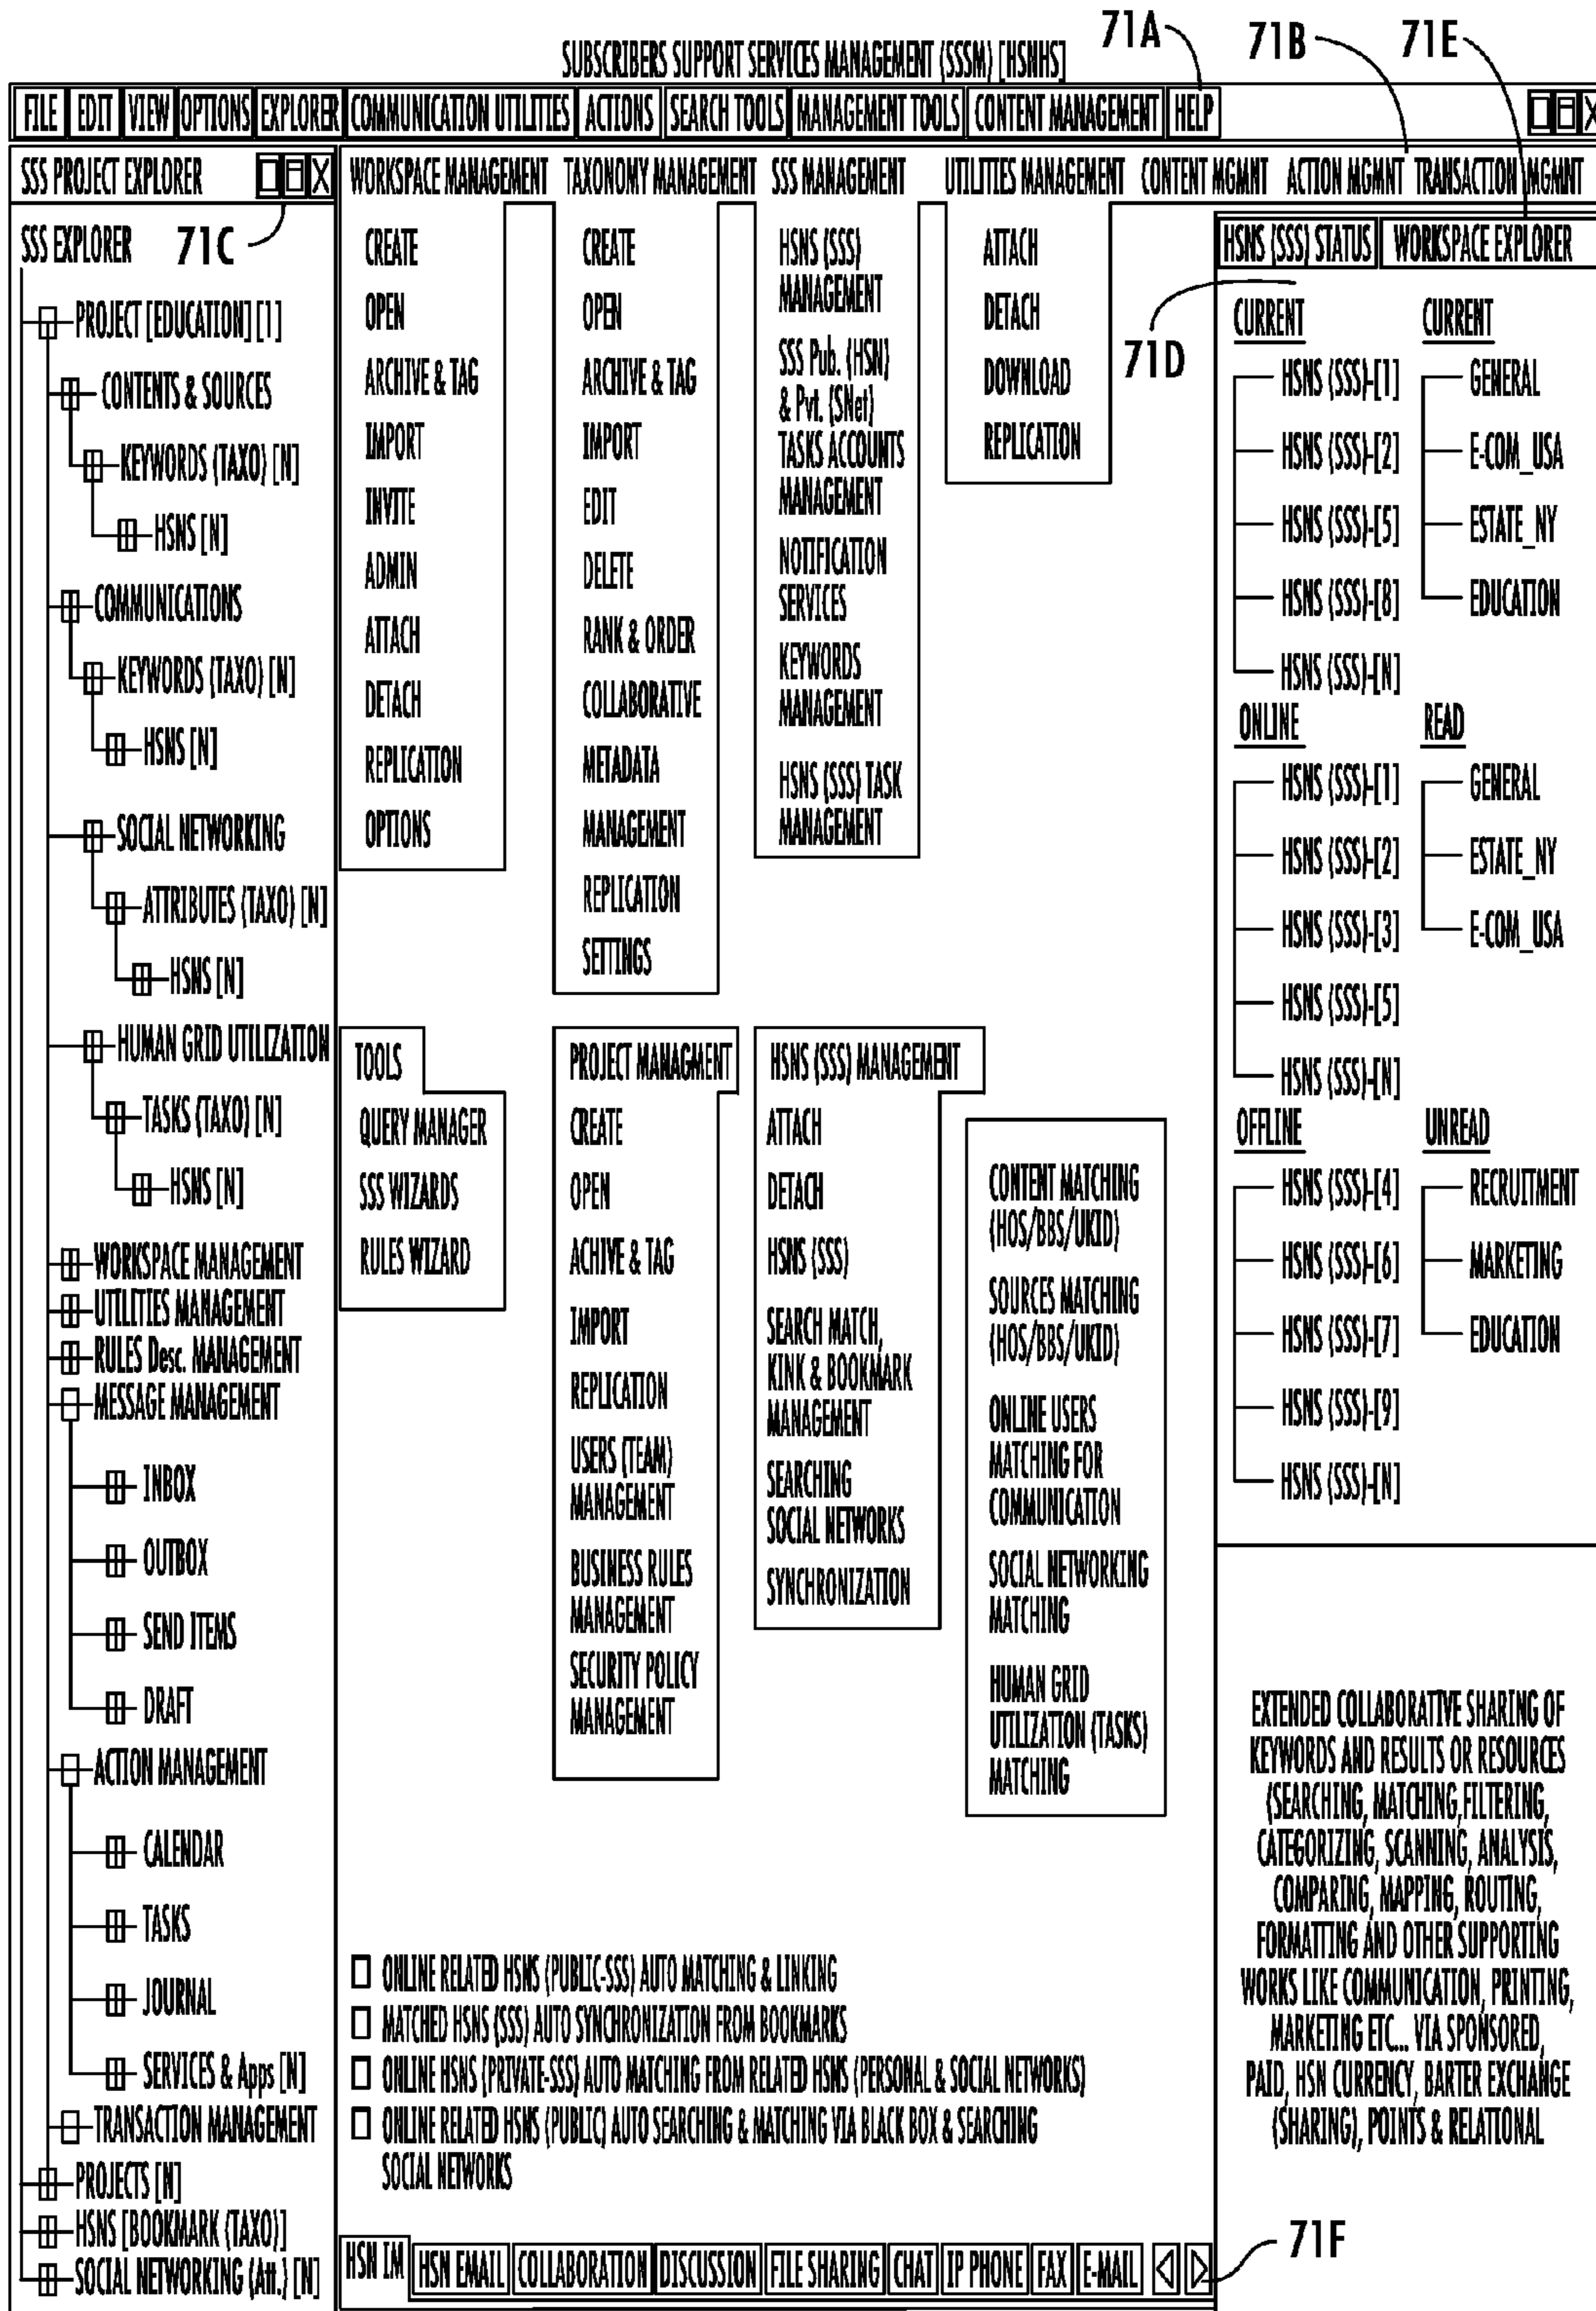 71A
71B
71E
SUBSCRIBERS SUPPORT SERVICES MANAGEMENT (SSSM) [HSNHS]
FILE EDIT VIEW OPTIONS EXPLORER COMMUNICATION UTILITIES ACTIONS SEARCH TOOLS MANAGEMENT TOOLS CONTENT MANAGEMENT HELP
SSS PROJECT EXPLORER
SSS EXPLORER
71C
PROJECT [EDUCATION] [1]
CONTENTS & SOURCES
KEYWORDS (TAXO) [N]
HSNS [N]
COMMUNICATIONS
KEYWORDS (TAXO) [N]
HSNS [N]
SOCIAL NETWORKING
ATTRIBUTES (TAXO) [N]
HSNS [N]
HUMAN GRID UTILIZATION
TASKS (TAXO) [N]
HSNS [N]
WORKSPACE MANAGEMENT
UTILITIES MANAGEMENT
RULES Desc. MANAGEMENT
MESSAGE MANAGEMENT
INBOX
OUTBOX
SEND ITEMS
DRAFT
ACTION MANAGEMENT
CALENDAR
TASKS
JOURNAL
SERVICES & Apps [N]
TRANSACTION MANAGEMENT
PROJECTS [N]
HSNS [BOOKMARK (TAXO)]
SOCIAL NETWORKING (Att.) [N]
WORKSPACE MANAGEMENT TAXONOMY MANAGEMENT SSS MANAGEMENT UTILITIES MANAGEMENT CONTENT MGMNT ACTION MGMNT TRANSACTION MGMNT
CREATE
OPEN
ARCHIVE & TAG
IMPORT
INVITE
ADMIN
ATTACH
DETACH
REPLICATION
OPTIONS
CREATE
OPEN
ARCHIVE & TAG
IMPORT
EDIT
DELETE
RANK & ORDER
COLLABORATIVE
METADATA
MANAGEMENT
REPLICATION
SETTINGS
HSNS (SSS)
MANAGEMENT
SSS Pub. (HSN)
& Pvt. (SNet)
TASKS ACCOUNTS
MANAGEMENT
NOTIFICATION
SERVICES
KEYWORDS
MANAGEMENT
HSNS (SSS) TASK
MANAGEMENT
ATTACH
DETACH
DOWNLOAD
REPLICATION
TOOLS
QUERY MANAGER
SSS WIZARDS
RULES WIZARD
PROJECT MANAGMENT
CREATE
OPEN
ACHIVE & TAG
IMPORT
REPLICATION
USERS (TEAM)
MANAGEMENT
BUSINESS RULES
MANAGEMENT
SECURITY POLICY
MANAGEMENT
HSNS (SSS) MANAGEMENT
ATTACH
DETACH
HSNS (SSS)
SEARCH MATCH,
KINK & BOOKMARK
MANAGEMENT
SEARCHING
SOCIAL NETWORKS
SYNCHRONIZATION
CONTENT MATCHING
(HOS/BBS/UKID)
SOURCES MATCHING
(HOS/BBS/UKID)
ONLINE USERS
MATCHING FOR
COMMUNICATION
SOCIAL NETWORKING
MATCHING
HUMAN GRID
UTILIZATION (TASKS)
MATCHING
ONLINE RELATED HSNS (PUBLIC-SSS) AUTO MATCHING & LINKING
MATCHED HSNS (SSS) AUTO SYNCHRONIZATION FROM BOOKMARKS
ONLINE HSNS [PRIVATE-SSS) AUTO MATCHING FROM RELATED HSNS (PERSONAL & SOCIAL NETWORKS)
ONLINE RELATED HSNS (PUBLIC) AUTO SEARCHING & MATCHING VIA BLACK BOX & SEARCHING
SOCIAL NETWORKS
HSN IM HSN EMAIL COLLABORATION DISCUSSION FILE SHARING CHAT IP PHONE FAX E-MAIL
HSNS (SSS) STATUS WORKSPACE EXPLORER
71D
CURRENT
HSNS (SSS)-[1]
HSNS (SSS)-[2]
HSNS (SSS)-[5]
HSNS (SSS)-[8]
HSNS (SSS)-[N]
ONLINE
HSNS (SSS)-[1]
HSNS (SSS)-[2]
HSNS (SSS)-[3]
HSNS (SSS)-[5]
HSNS (SSS)-[N]
OFFLINE
HSNS (SSS)-[4]
HSNS (SSS)-[6]
HSNS (SSS)-[7]
HSNS (SSS)-[9]
HSNS (SSS)-[N]
CURRENT
GENERAL
E-COM_USA
ESTATE_NY
EDUCATION
READ
GENERAL
ESTATE_NY
E-COM_USA
UNREAD
RECRUITMENT
MARKETING
EDUCATION
EXTENDED COLLABORATIVE SHARING OF
KEYWORDS AND RESULTS OR RESOURCES
(SEARCHING, MATCHING,FILTERING,
CATEGORIZING, SCANNING, ANALYSIS,
COMPARING, MAPPING, ROUTING,
FORMATTING AND OTHER SUPPORTING
WORKS LIKE COMMUNICATION, PRINTING,
MARKETING ETC... VIA SPONSORED,
PAID, HSN CURRENCY, BARTER EXCHANGE
(SHARING), POINTS & RELATIONAL
71F